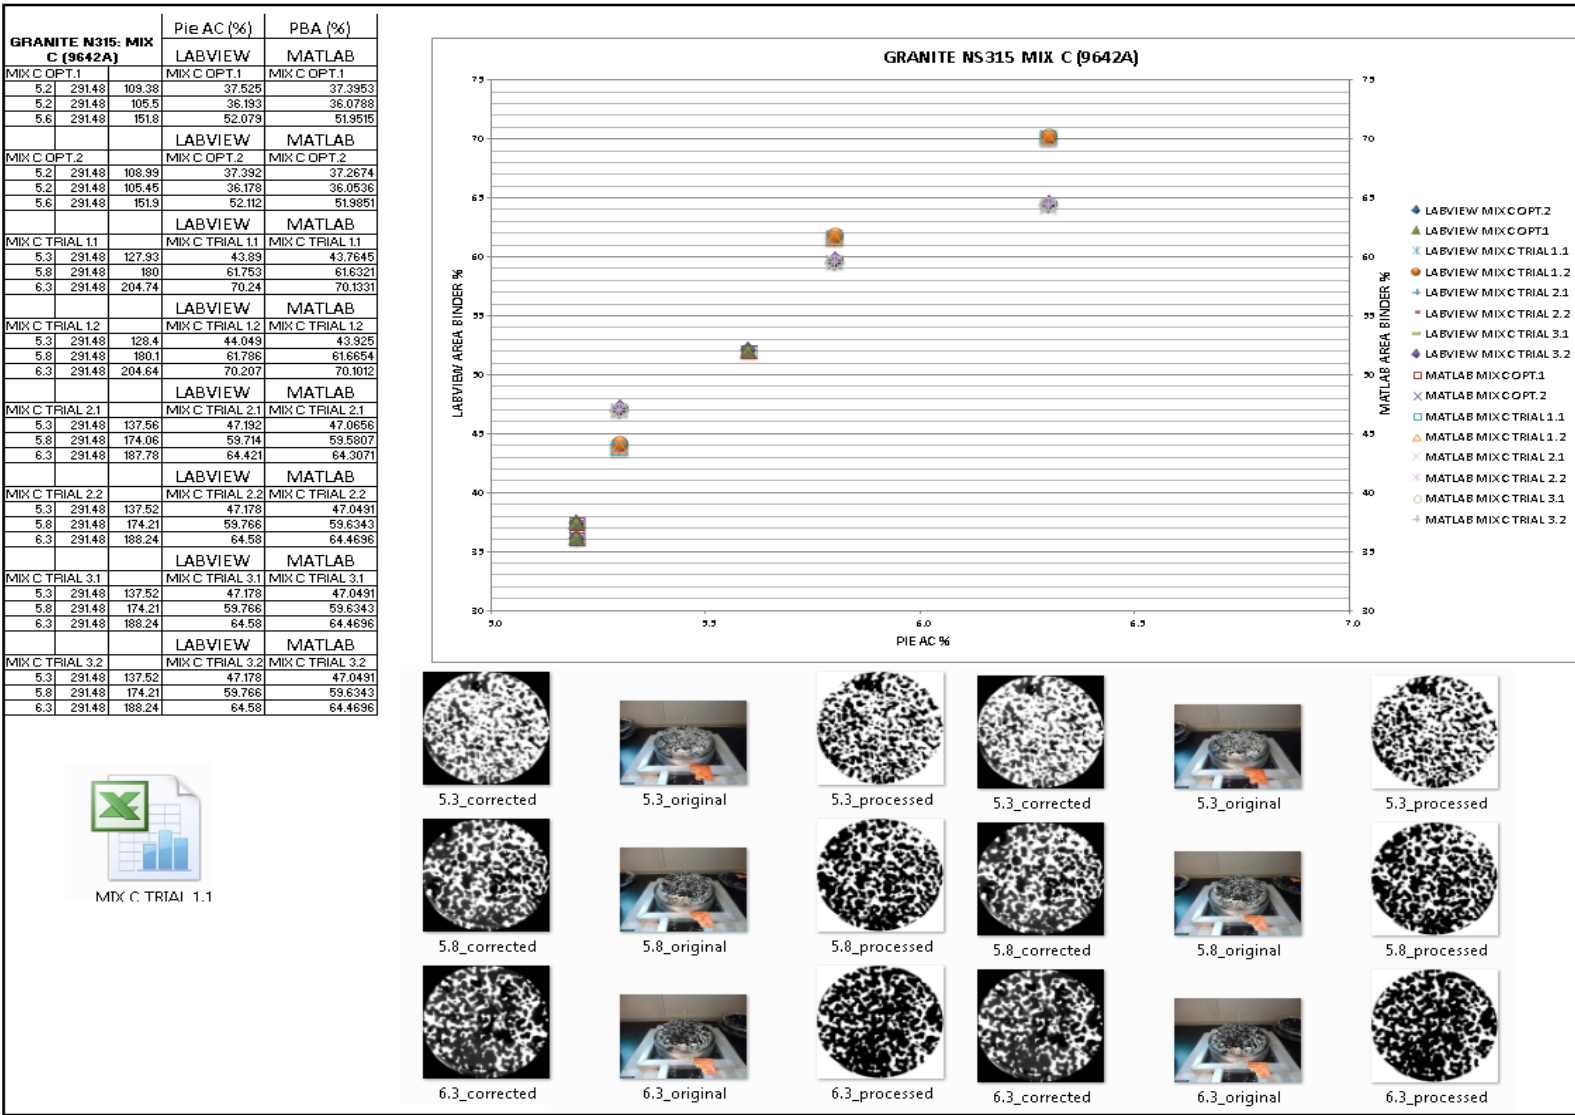 GRANITE N315: MIX C (9642A) Pie AC (%) PBA (%)
LABVIEW MATLAB
MIX C OPT.1 MIX C OPT.1 MIX C OPT.1
5.2 291.48 109.38 37.525 37.3953
5.2 291.48 105.5 36.193 36.0788
5.6 291.48 151.8 52.079 51.9515
LABVIEW MATLAB
MIX C OPT.2 MIX C OPT.2 MIX C OPT.2
5.2 291.48 108.99 37.392 37.2674
5.2 291.48 105.45 36.178 36.0536
5.6 291.48 151.9 52.112 51.9851
LABVIEW MATLAB
MIX C TRIAL 1.1 MIX C TRIAL 1.1 MIX C TRIAL 1.1
5.3 291.48 127.93 43.89 43.7645
5.8 291.48 180 61.753 61.6321
6.3 291.48 204.74 70.24 70.1331
LABVIEW MATLAB
MIX C TRIAL 1.2 MIX C TRIAL 1.2 MIX C TRIAL 1.2
5.3 291.48 128.4 44.049 43.925
5.8 291.48 180.1 61.786 61.6654
6.3 291.48 204.64 70.207 70.1012
LABVIEW MATLAB
MIX C TRIAL 2.1 MIX C TRIAL 2.1 MIX C TRIAL 2.1
5.3 291.48 137.56 47.192 47.0656
5.8 291.48 174.06 59.714 59.5807
6.3 291.48 187.78 64.421 64.3071
LABVIEW MATLAB
MIX C TRIAL 2.2 MIX C TRIAL 2.2 MIX C TRIAL 2.2
5.3 291.48 137.52 47.178 47.0491
5.8 291.48 174.21 59.766 59.6343
6.3 291.48 188.24 64.58 64.4696
LABVIEW MATLAB
MIX C TRIAL 3.1 MIX C TRIAL 3.1 MIX C TRIAL 3.1
5.3 291.48 137.52 47.178 47.0491
5.8 291.48 174.21 59.766 59.6343
6.3 291.48 188.24 64.58 64.4696
LABVIEW MATLAB
MIX C TRIAL 3.2 MIX C TRIAL 3.2 MIX C TRIAL 3.2
5.3 291.48 137.52 47.178 47.0491
5.8 291.48 174.21 59.766 59.6343
6.3 291.48 188.24 64.58 64.4696
MIX C TRIAL 1.1
GRANITE NS315 MIX C (9642A)
LABVIEW AREA BINDER %
75
70
65
60
55
50
45
40
35
30
5.0 5.5 6.0 6.5 7.0
PIE AC %
75
70
65
60
55
50
45
40
35
30
MATLAB AREA BINDER %
LABVIEW MIX C OPT.2
LABVIEW MIX C OPT.1
LABVIEW MIX C TRIAL 1.1
LABVIEW MIX C TRIAL 1.2
LABVIEW MIX C TRIAL 2.1
LABVIEW MIX C TRIAL 2.2
LABVIEW MIX C TRIAL 3.1
LABVIEW MIX C TRIAL 3.2
MATLAB MIX C OPT.1
MATLAB MIX C OPT.2
MATLAB MIX C TRIAL 1.1
MATLAB MIX C TRIAL 1.2
MATLAB MIX C TRIAL 2.1
MATLAB MIX C TRIAL 2.2
MATLAB MIX C TRIAL 3.1
MATLAB MIX C TRIAL 3.2
5.3_corrected 5.3_original 5.3_processed 5.3_corrected 5.3_original 5.3_processed
5.8_corrected 5.8_original 5.8_processed 5.8_corrected 5.8_original 5.8_processed
6.3_corrected 6.3_original 6.3_processed 6.3_corrected 6.3_original 6.3_processed